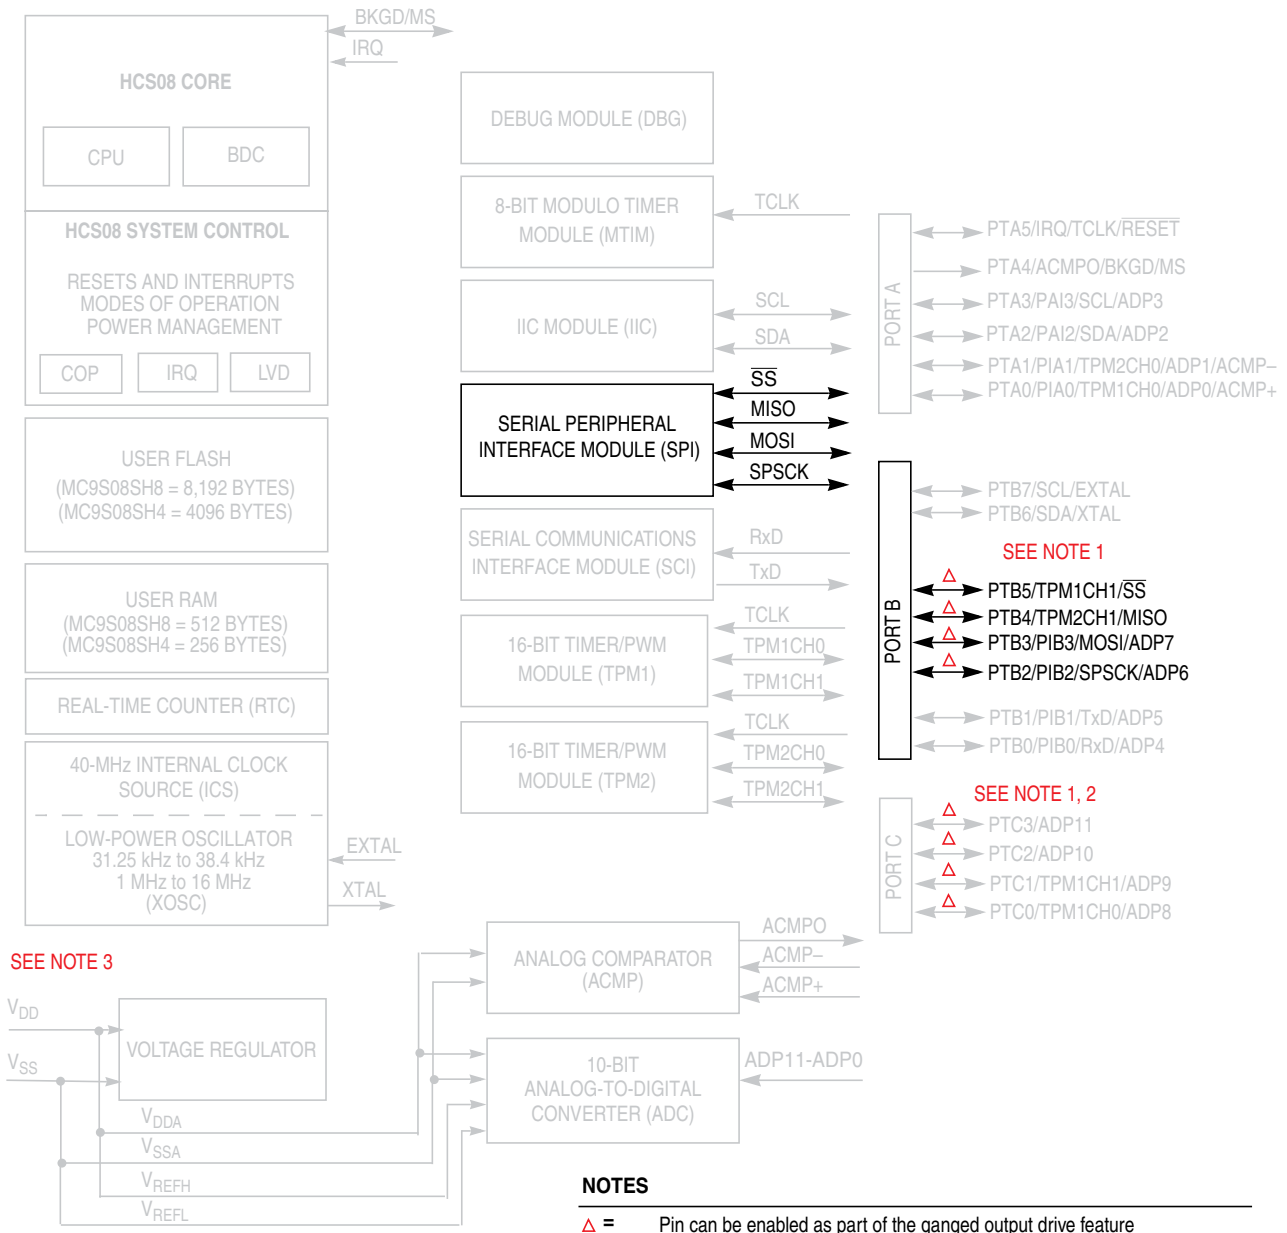 BKGD/MS
IRQ
HCS08 CORE
CPU
BDC
HCS08 SYSTEM CONTROL
RESETS AND INTERRUPTS
MODES OF OPERATION
POWER MANAGEMENT
COP
IRQ
LVD
USER FLASH
(MC9S08SH8 = 8,192 BYTES)
(MC9S08SH4 = 4096 BYTES)
USER RAM
(MC9S08SH8 = 512 BYTES)
(MC9S08SH4 = 256 BYTES)
REAL-TIME COUNTER (RTC)
40-MHz INTERNAL CLOCK
SOURCE (ICS)
LOW-POWER OSCILLATOR
31.25 kHz to 38.4 kHz
1 MHz to 16 MHz
(XOSC)
EXTAL
XTAL
SEE NOTE 3
VDD
VSS
VOLTAGE REGULATOR
VDDA
VSSA
VREFH
VREFL
DEBUG MODULE (DBG)
8-BIT MODULO TIMER
MODULE (MTIM)
TCLK
IIC MODULE (IIC)
SCL
SDA
SERIAL PERIPHERAL
INTERFACE MODULE (SPI)
SS
MISO
MOSI
SPSCK
SERIAL COMMUNICATIONS
INTERFACE MODULE (SCI)
RxD
TxD
16-BIT TIMER/PWM
MODULE (TPM1)
TCLK
TPM1CH0
TPM1CH1
16-BIT TIMER/PWM
MODULE (TPM2)
TCLK
TPM2CH0
TPM2CH1
ANALOG COMPARATOR
(ACMP)
ACMPO
ACMP–
ACMP+
10-BIT
ANALOG-TO-DIGITAL
CONVERTER (ADC)
ADP11-ADP0
PORT A
PTA5/IRQ/TCLK/RESET
PTA4/ACMPO/BKGD/MS
PTA3/PAI3/SCL/ADP3
PTA2/PAI2/SDA/ADP2
PTA1/PIA1/TPM2CH0/ADP1/ACMP–
PTA0/PIA0/TPM1CH0/ADP0/ACMP+
PORT B
PTB7/SCL/EXTAL
PTB6/SDA/XTAL
SEE NOTE 1
Δ PTB5/TPM1CH1/SS
Δ PTB4/TPM2CH1/MISO
Δ PTB3/PIB3/MOSI/ADP7
Δ PTB2/PIB2/SPSCK/ADP6
PTB1/PIB1/TxD/ADP5
PTB0/PIB0/RxD/ADP4
SEE NOTE 1, 2
PORT C
Δ PTC3/ADP11
Δ PTC2/ADP10
Δ PTC1/TPM1CH1/ADP9
Δ PTC0/TPM1CH0/ADP8
NOTES
Δ = Pin can be enabled as part of the ganged output drive feature